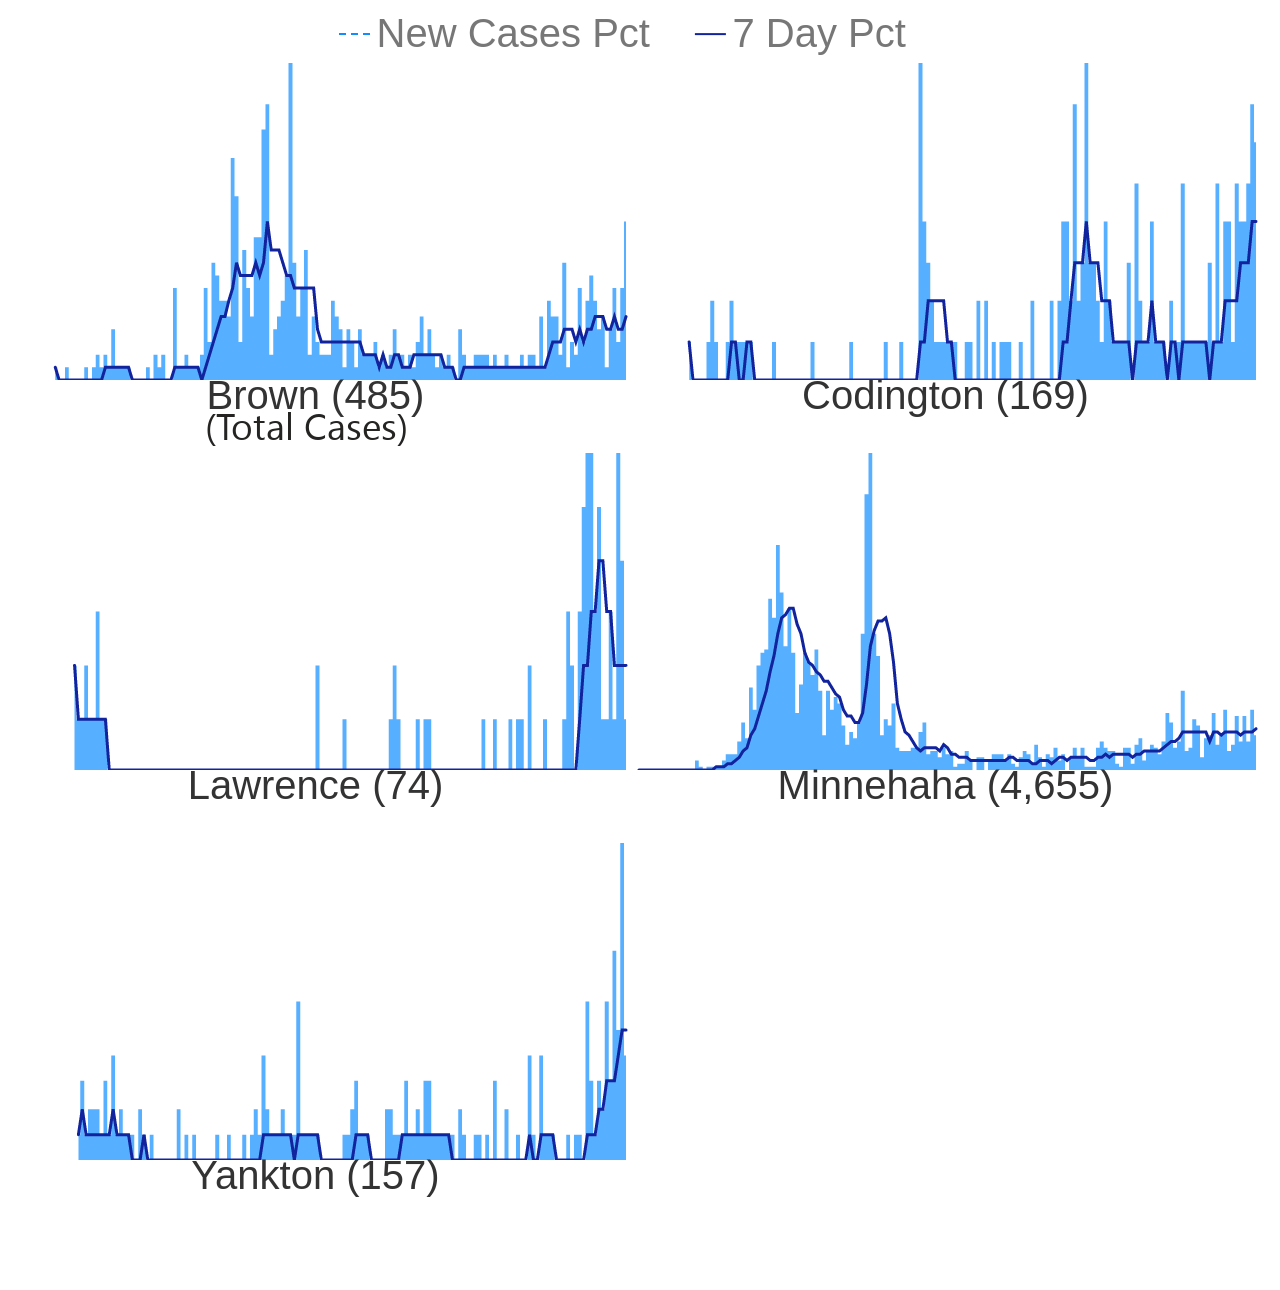 New Cases Pct 7 Day Pct
Brown (485)
(Total Cases)
Codington (169)
Lawrence (74)
Minnehaha (4,655)
Yankton (157)